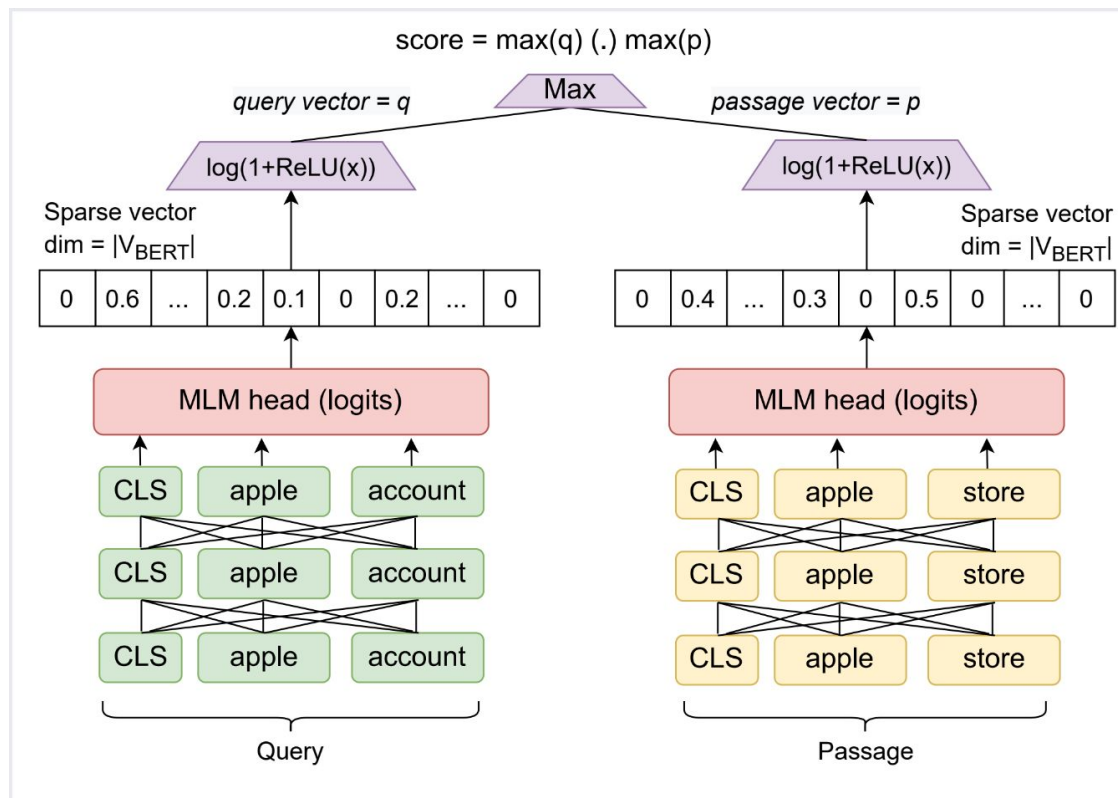 score = max(q) (.) max(p)
Max
query vector = q
passage vector = p
log(1+ReLU(x))
log(1+ReLU(x))
Sparse vector
dim = |VBERT|
Sparse vector
dim = |VBERT|
0 0.6 ... 0.2 0.1 0 0.2 ... 0
0 0.4 ... 0.3 0 0.5 0 ... 0
MLM head (logits)
MLM head (logits)
CLS apple account
CLS apple store
CLS apple account
CLS apple store
CLS apple account
CLS apple store
Query
Passage